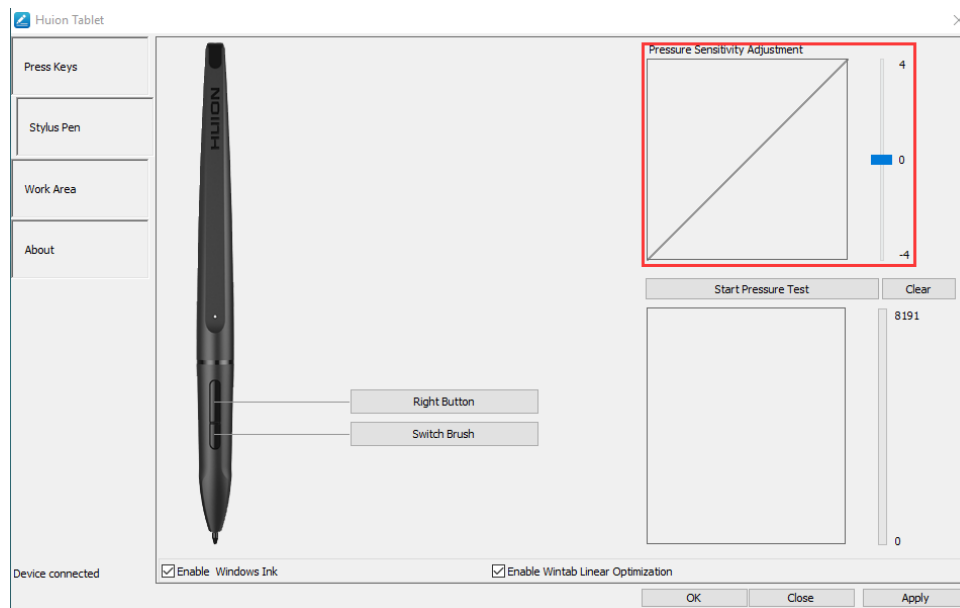 Huion Tablet
Press Keys
Stylus Pen
Work Area
About
Device connected
HUION
Right Button
Switch Brush
Pressure Sensitivity Adjustment
4
0
-4
Start Pressure Test
Clear
8191
0
Enable Windows Ink
Enable Wintab Linear Optimization
OK
Close
Apply